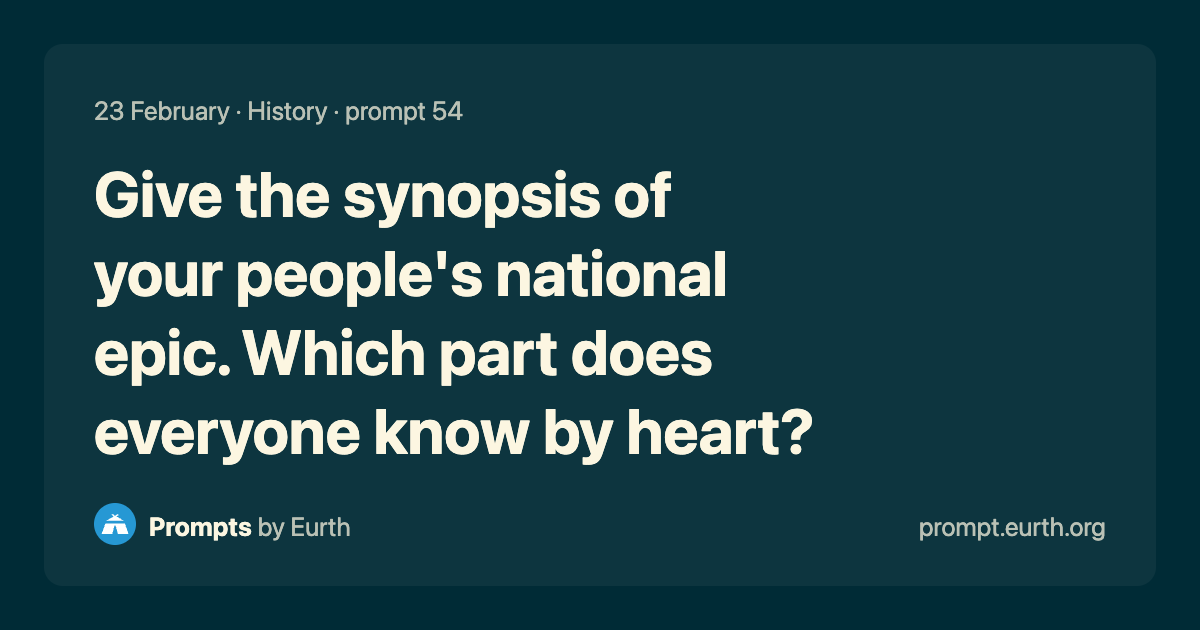 23 February · History · prompt 54
Give the synopsis of
your people's national
epic. Which part does
everyone know by heart?
Prompts by Eurth
prompt.eurth.org